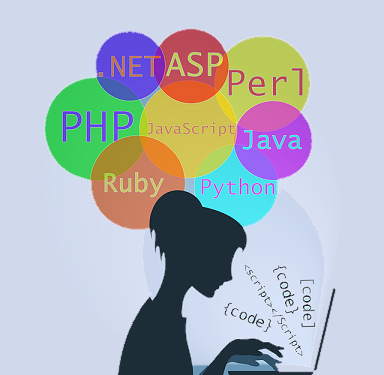 .NET
ASP
Perl
PHP
JavaScript
Java
Ruby
Python
<script></Script>
{code}
[code]
{code}